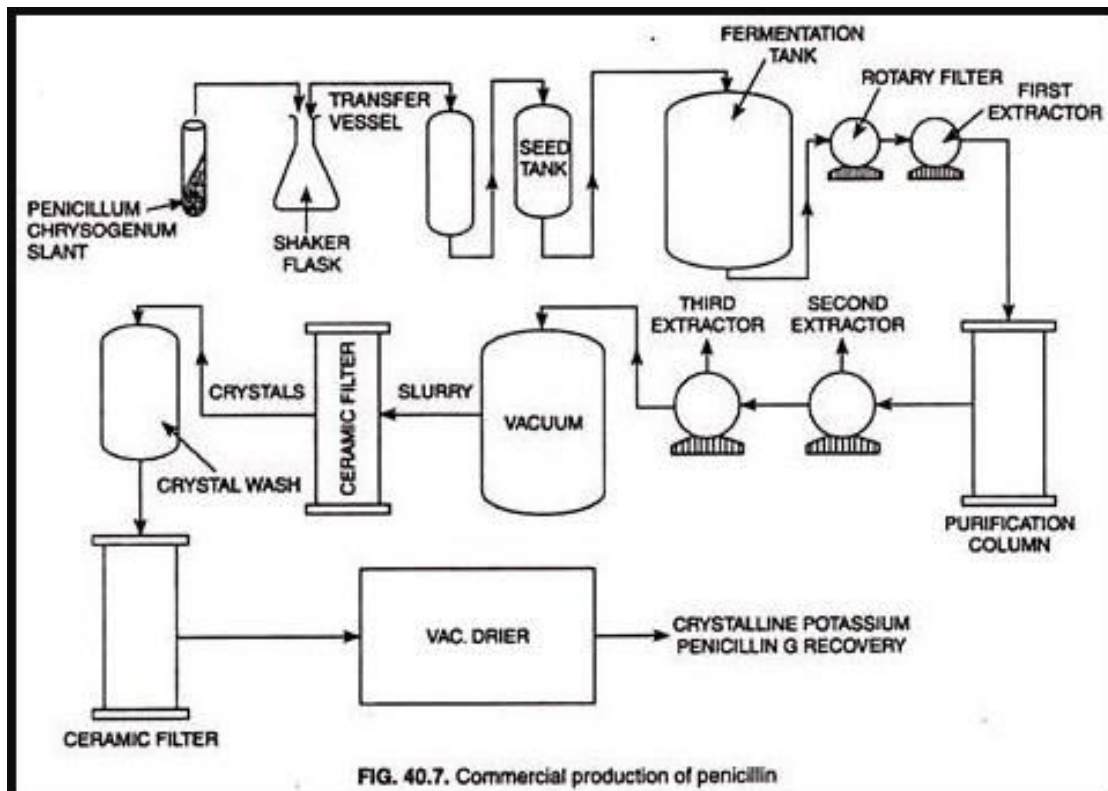 FERMENTATION
TANK
ROTARY FILTER
FIRST
EXTRACTOR
TRANSFER
VESSEL
SEED
TANK
PENICILLUM
CHRYSOGENUM
SLANT
SHAKER
FLASK
THIRD
EXTRACTOR
SECOND
EXTRACTOR
CRYSTALS
CERAMIC FILTER
SLURRY
VACUUM
CRYSTAL WASH
PURIFICATION
COLUMN
VAC. DRIER
CRYSTALLINE POTASSIUM
PENICILLIN G RECOVERY
CERAMIC FILTER
FIG. 40.7. Commercial production of penicillin